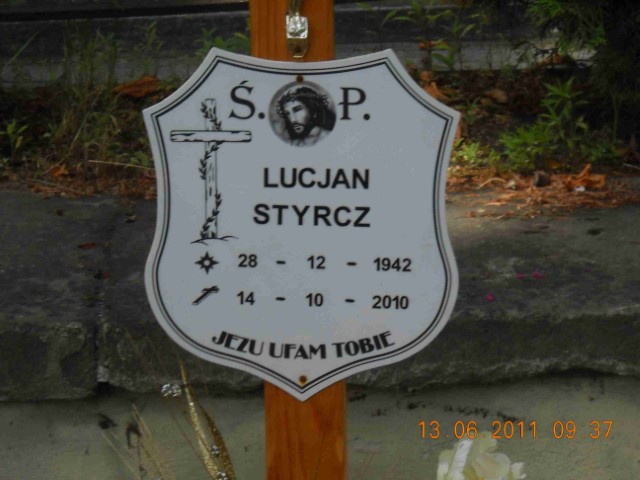 Ś. P.
LUCJAN
STYRCZ
28 - 12 - 1942
14 - 10 - 2010
JEZU UFAM TOBIE
13.06.2011 09:37